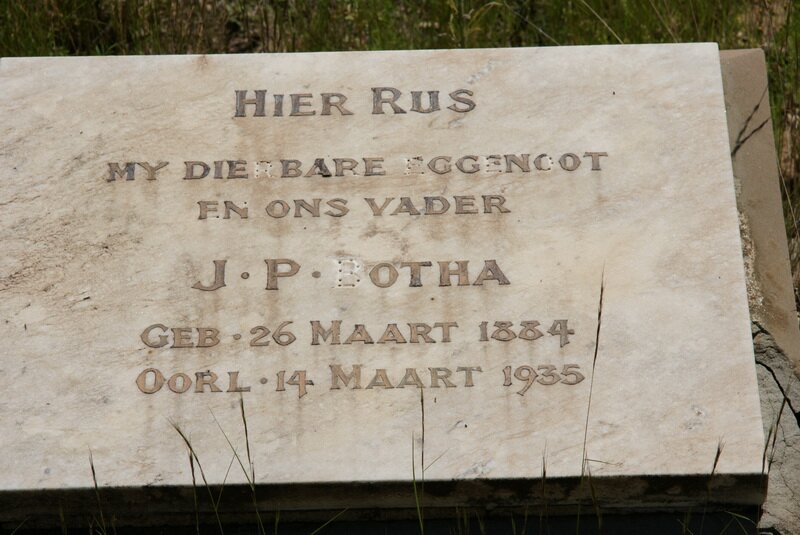 HIER RUS
MY DIERBARE EGGENOOT
EN ONS VADER
J · P · BOTHA
GEB · 26 MAART 1884
OORL · 14 MAART 1935